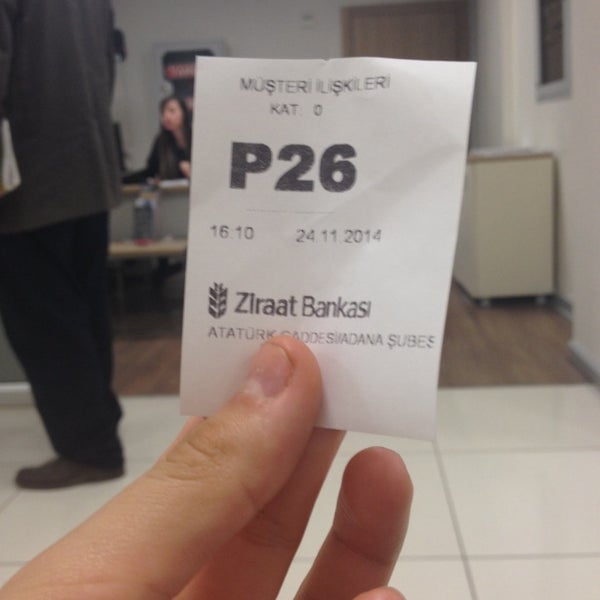 MÜŞTERİ İLİŞKİLERİ
KAT: 0
P26
16:10 24.11.2014
Ziraat Bankası
ATATÜRK CADDESİ/ADANA ŞUBES